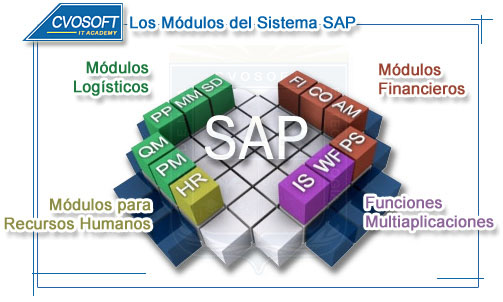 CVOSOFT
IT ACADEMY
Los Módulos del Sistema SAP
Módulos
Logísticos
Módulos
Financieros
CVOSOFT
PP MM SD
FI CO AM
SAP
QM
PM
HR
PS
WF
IS
Módulos para
Recursos Humanos
Funciones
Multiaplicaciones